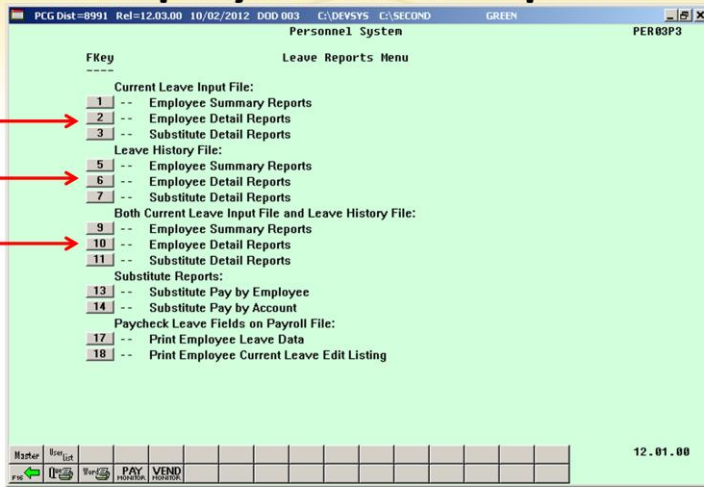 PCG Dist=8991 Rel=12.03.00 10/02/2012 DOD 003 C:\DEVSYS C:\SECOND GREEN
Personnel System PER03P3
FKey Leave Reports Menu
----
Current Leave Input File:
1 -- Employee Summary Reports
2 -- Employee Detail Reports
3 -- Substitute Detail Reports
Leave History File:
5 -- Employee Summary Reports
6 -- Employee Detail Reports
7 -- Substitute Detail Reports
Both Current Leave Input File and Leave History File:
9 -- Employee Summary Reports
10 -- Employee Detail Reports
11 -- Substitute Detail Reports
Substitute Reports:
13 -- Substitute Pay by Employee
14 -- Substitute Pay by Account
Paycheck Leave Fields on Payroll File:
17 -- Print Employee Leave Data
18 -- Print Employee Current Leave Edit Listing
Master User List 12.01.00
F16 PAY MONITOR VEND MONITOR